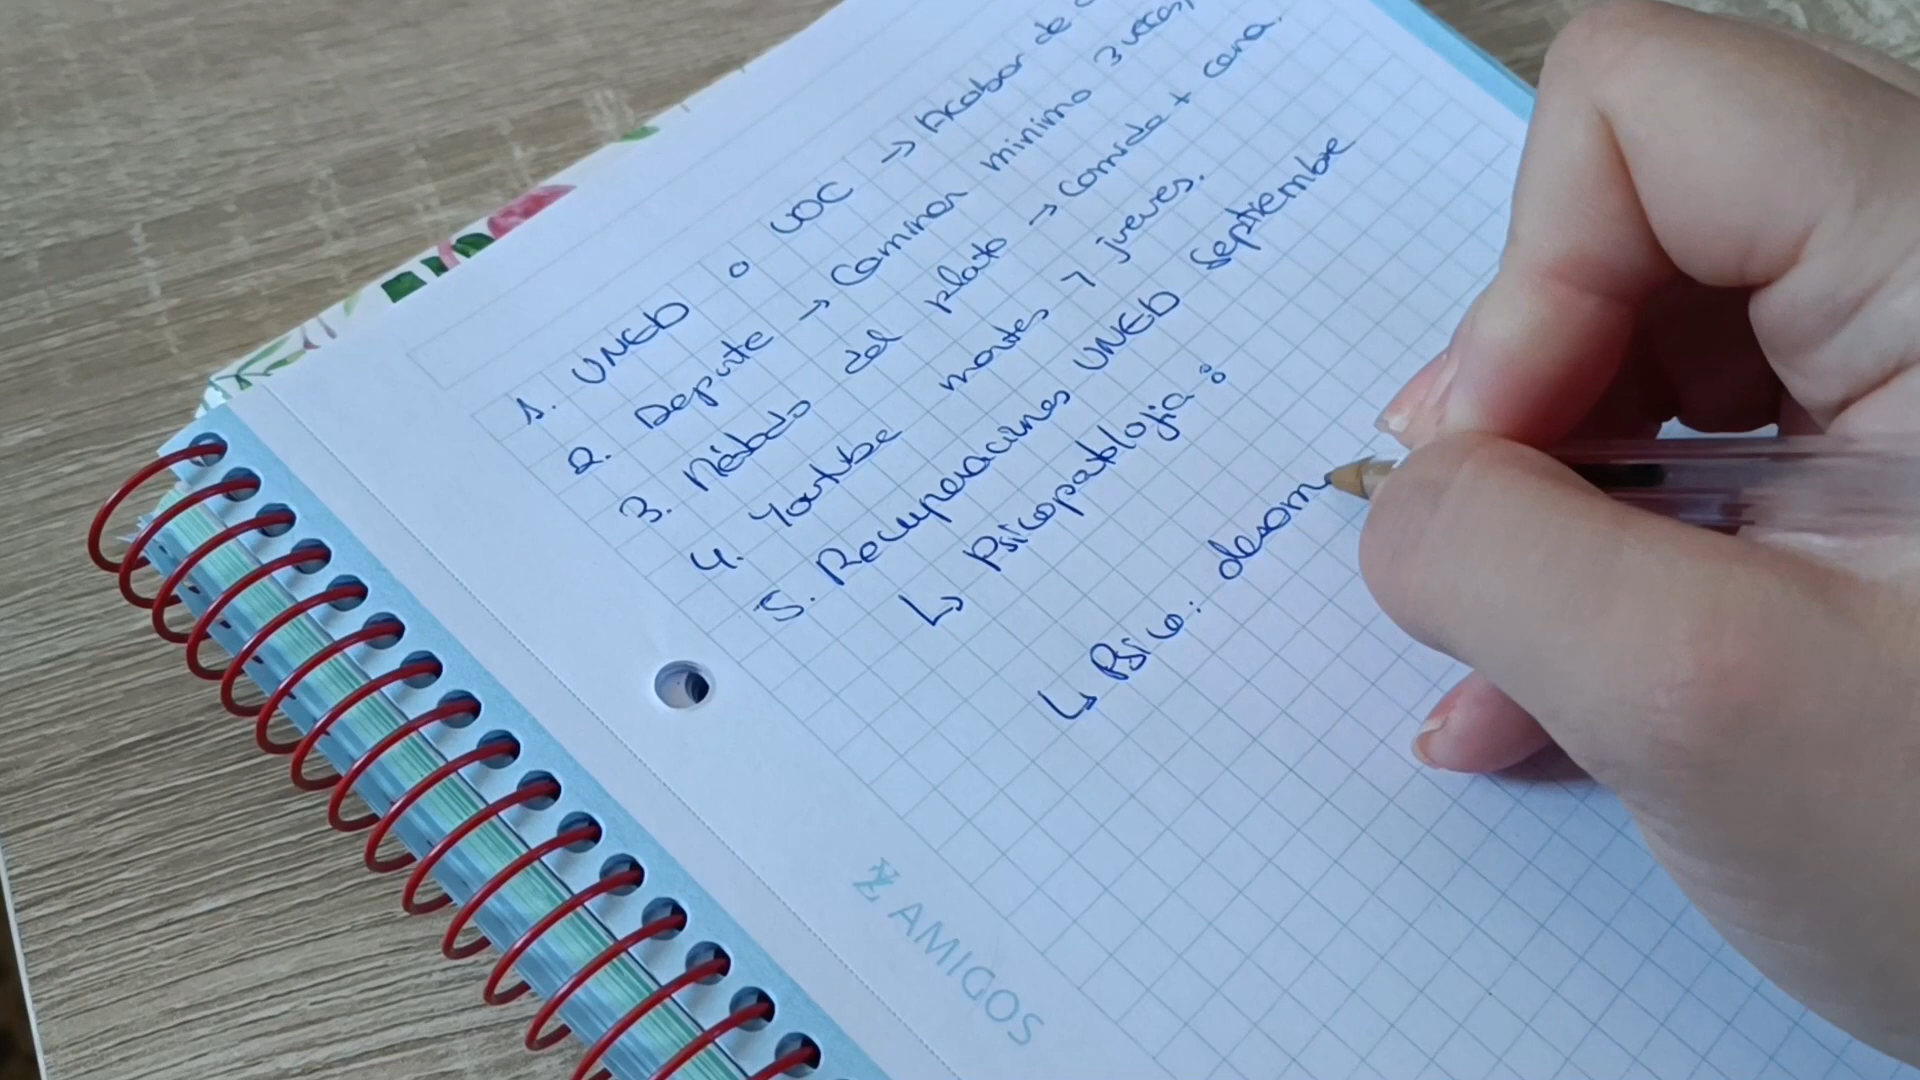 1. UNED o UOC → Acabar de
2. Deporte → Caminar mínimo 3 veces,
3. Método del plato → Comida + cena.
4. Youtube martes y jueves.
5. Recuperaciones UNED septiembre
↳ Psicopatología:
↳ Psico:
AMIGOS